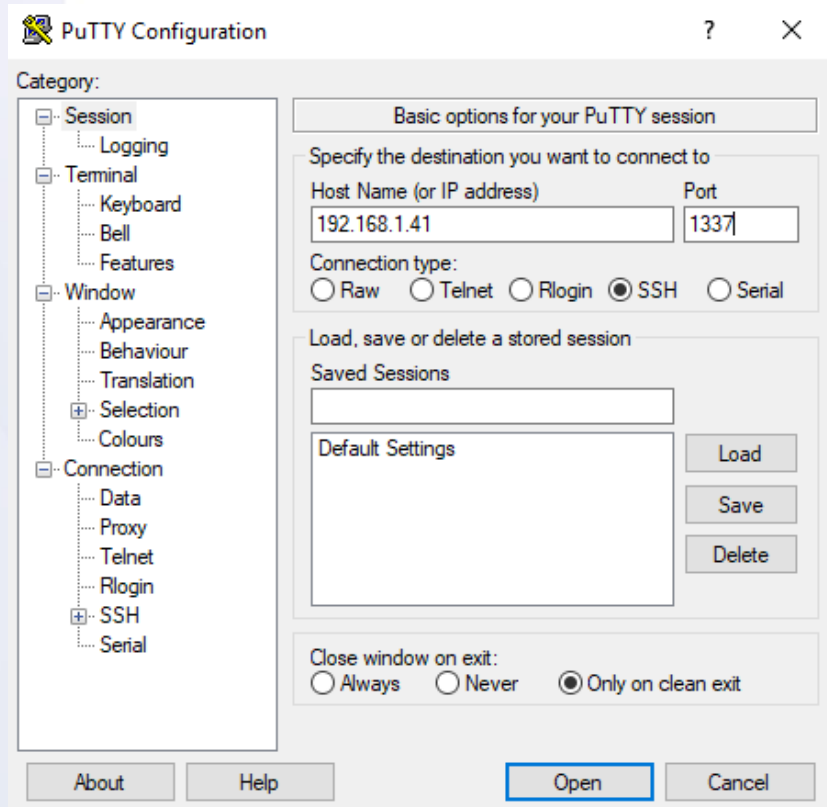 PuTTY Configuration
?
Category:
Session
Logging
Terminal
Keyboard
Bell
Features
Window
Appearance
Behaviour
Translation
Selection
Colours
Connection
Data
Proxy
Telnet
Rlogin
SSH
Serial
Basic options for your PuTTY session
Specify the destination you want to connect to
Host Name (or IP address) Port
192.168.1.41 1337
Connection type:
Raw Telnet Rlogin SSH Serial
Load, save or delete a stored session
Saved Sessions
Default Settings
Load
Save
Delete
Close window on exit:
Always Never Only on clean exit
About Help Open Cancel